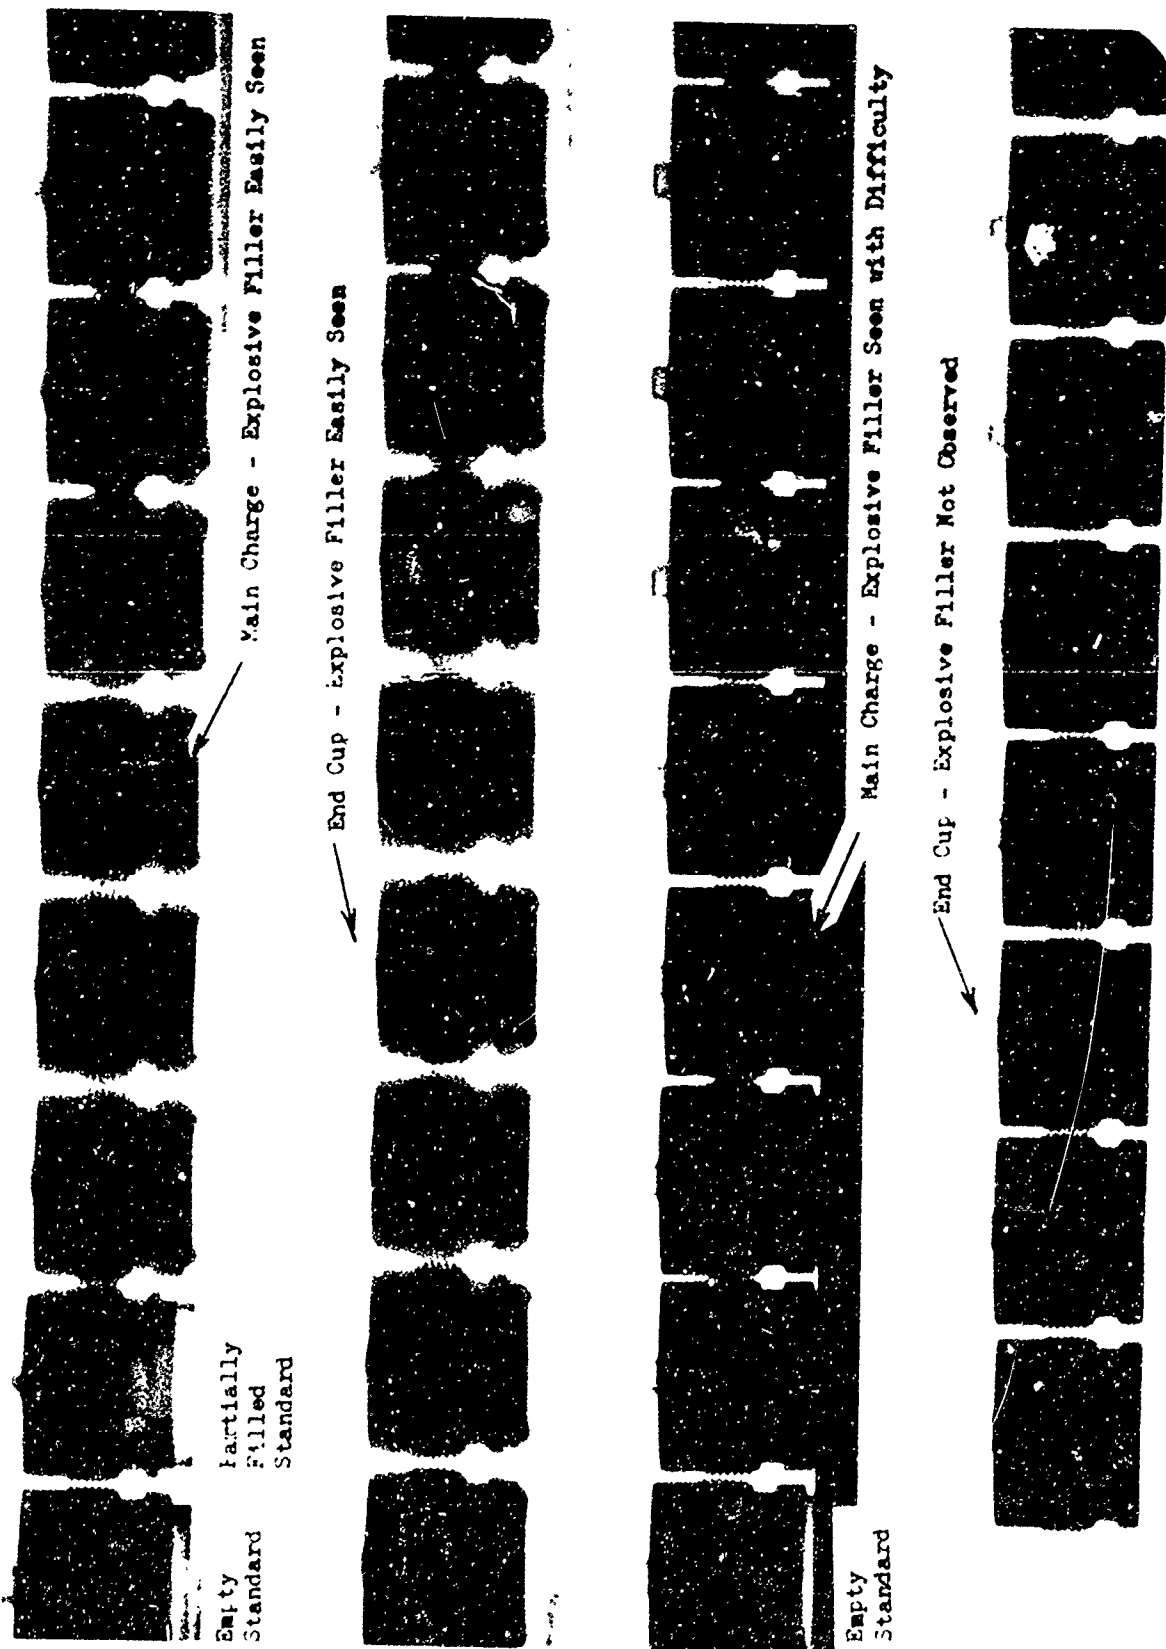 Empty
Standard
Partially
Filled
Standard
Main Charge - Explosive Filler Easily Seen
End Cup - Explosive Filler Easily Seen
Empty
Standard
Main Charge - Explosive Filler Seen with Difficulty
End Cup - Explosive Filler Not Observed